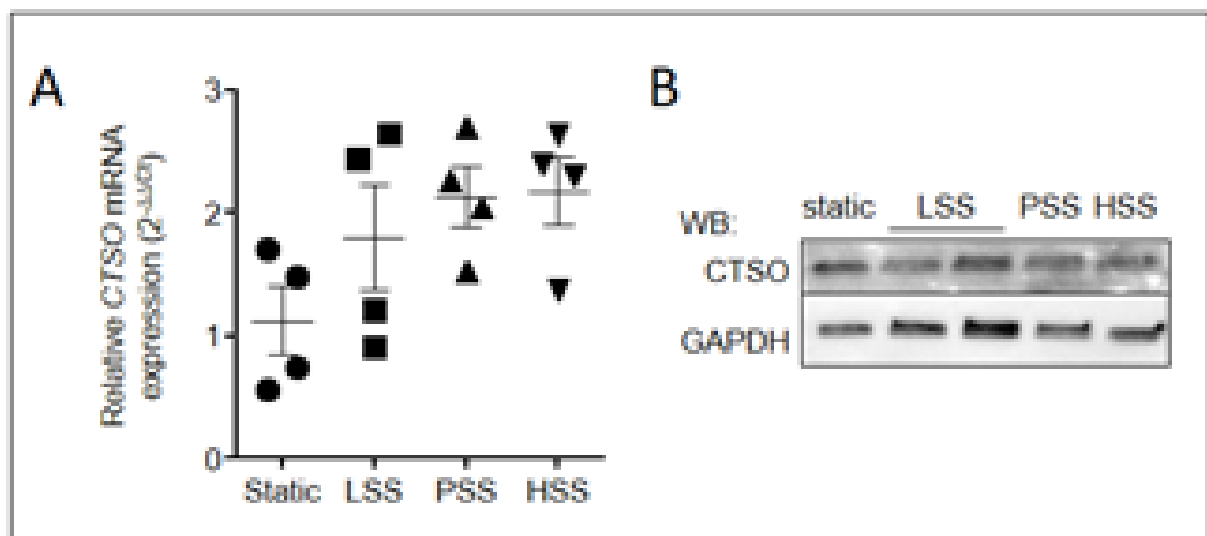 A
Relative CTSO mRNA
expression (2^-ΔΔCt)
3
2
1
0
Static LSS PSS HSS
B
WB: static LSS PSS HSS
CTSO
GAPDH